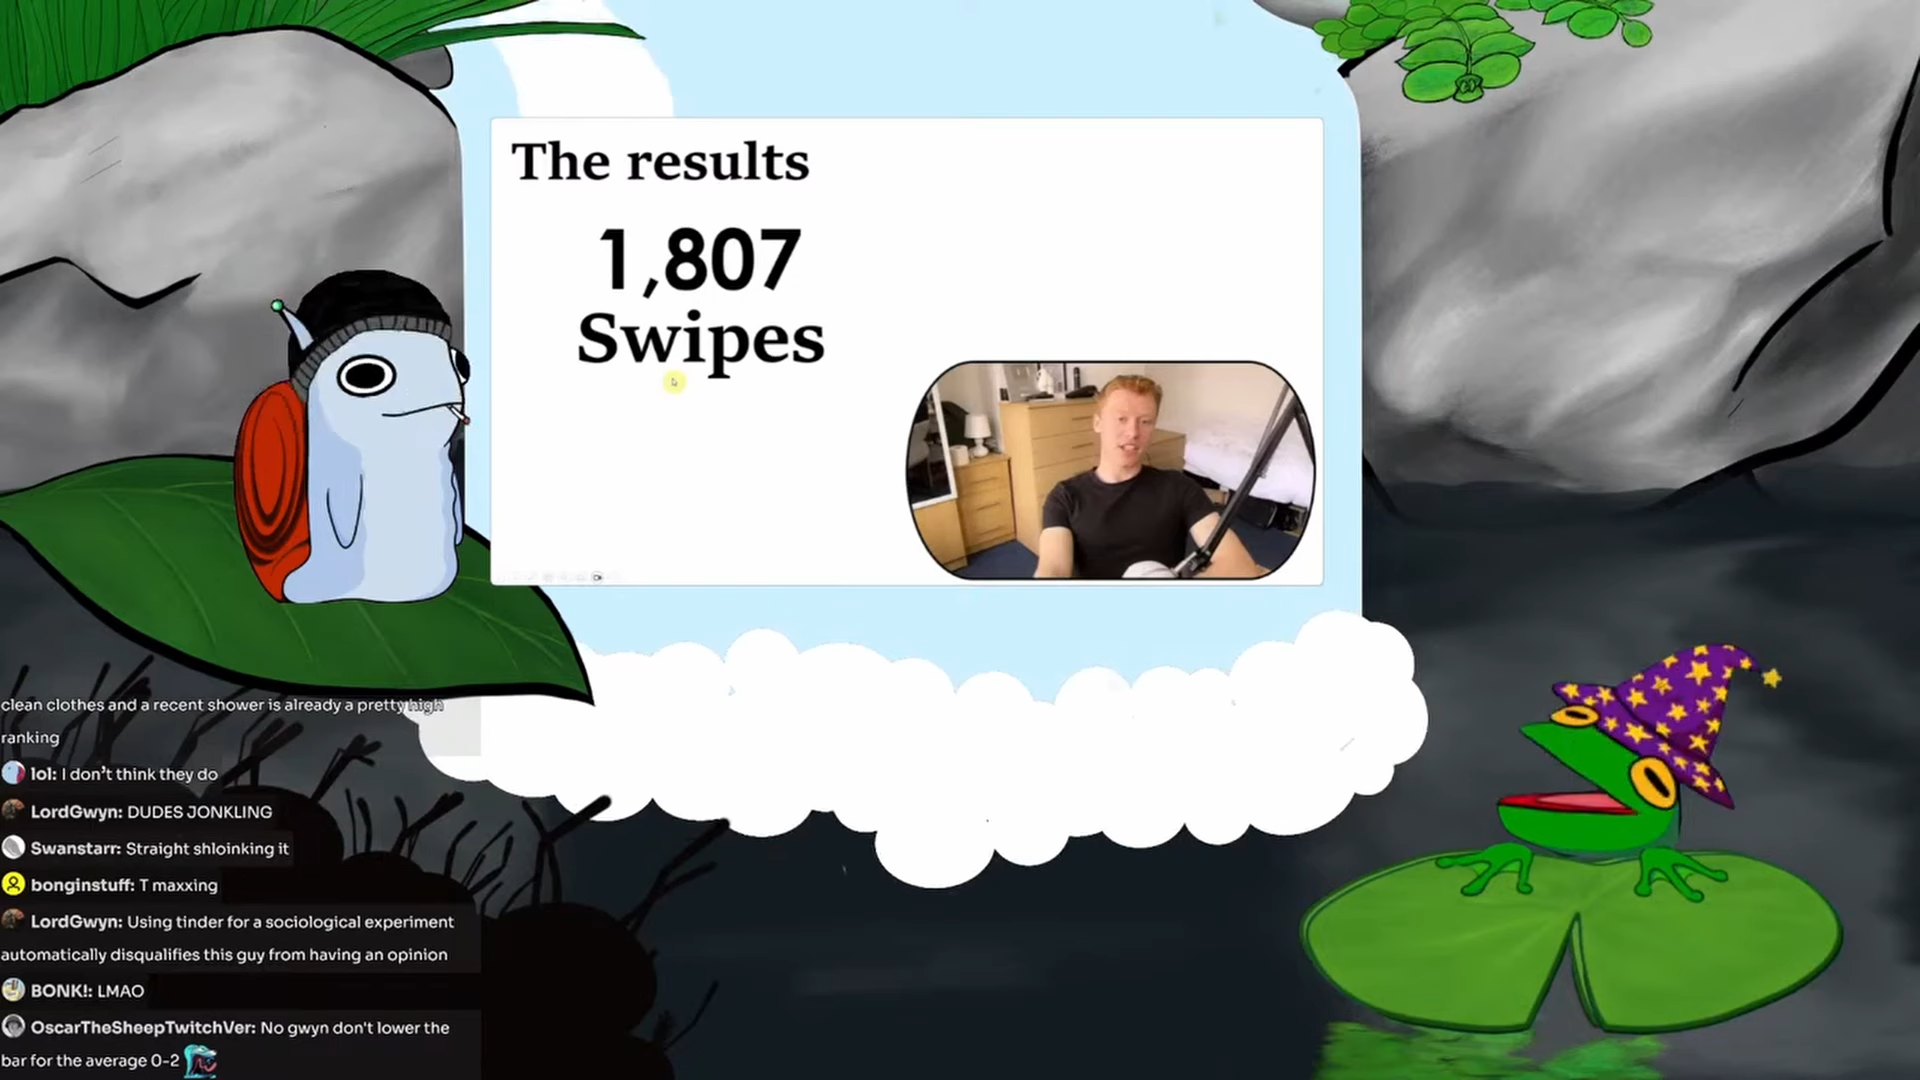 The results
1,807
Swipes
clean clothes and a recent shower is already a pretty high
ranking
lol: I don't think they do
LordGwyn: DUDES JONKLING
Swanstarr: Straight shloinking it
bonginstuff: T maxxing
LordGwyn: Using tinder for a sociological experiment
automatically disqualifies this guy from having an opinion
BONK!: LMAO
OscarTheSheepTwitchVer: No gwyn don't lower the
bar for the average 0-2